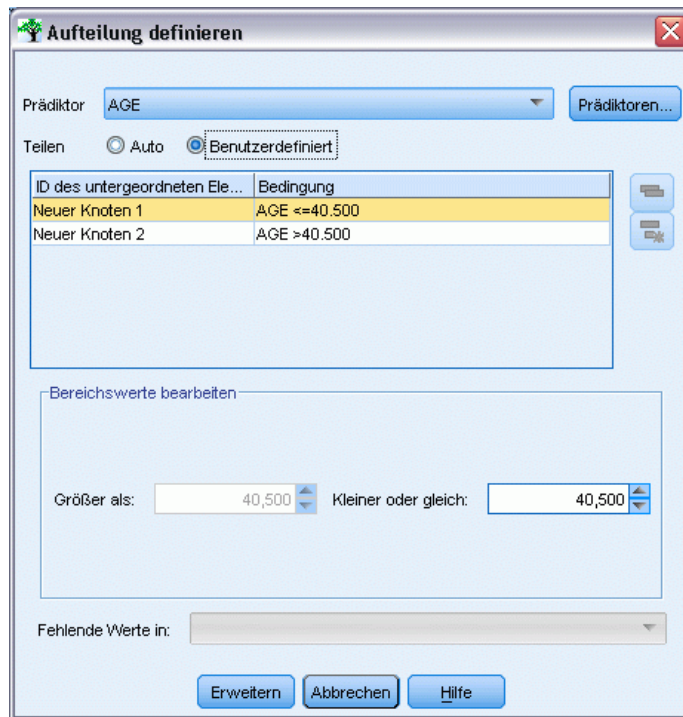 Aufteilung definieren
Prädiktor AGE Prädiktoren...
Teilen Auto Benutzerdefiniert
ID des untergeordneten Ele... Bedingung
Neuer Knoten 1 AGE <=40.500
Neuer Knoten 2 AGE >40.500
Bereichswerte bearbeiten
Größer als: 40,500 Kleiner oder gleich: 40,500
Fehlende Werte in:
Erweitern Abbrechen Hilfe